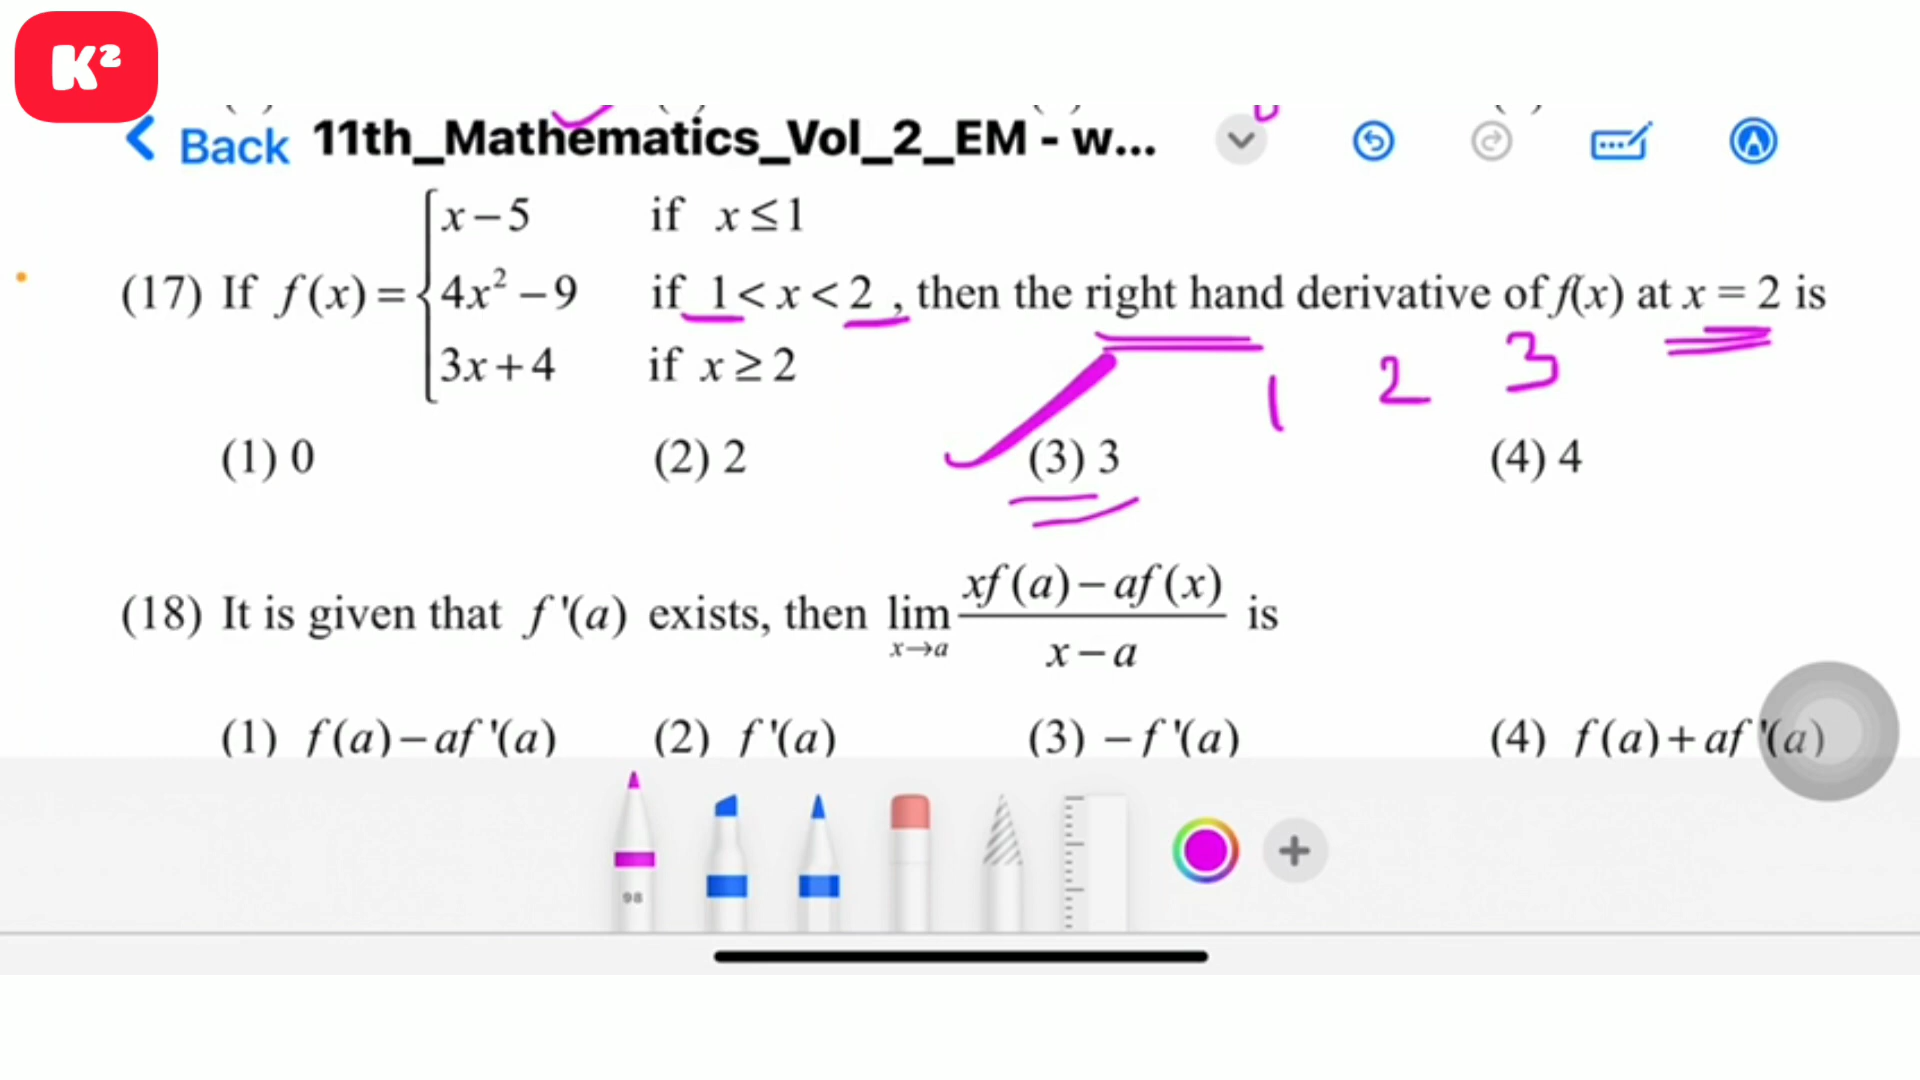 K²
Back 11th_Mathematics_Vol_2_EM - w...
x − 5 if x ≤ 1
(17) If f(x) = { 4x² − 9 if 1 < x < 2 , then the right hand derivative of f(x) at x = 2 is
3x + 4 if x ≥ 2
1 2 3
(1) 0 (2) 2 (3) 3 (4) 4
(18) It is given that f '(a) exists, then lim x→a xf(a) − af(x) / x − a is
(1) f(a) − af '(a) (2) f '(a) (3) − f '(a) (4) f(a) + af '(a)
98